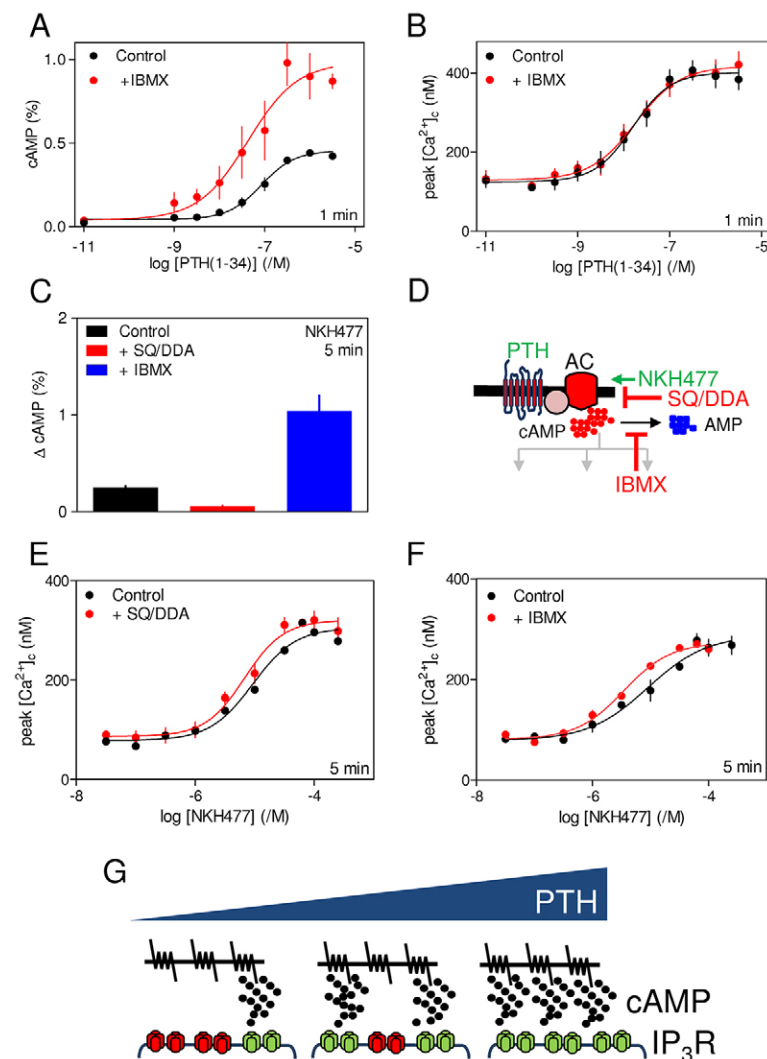 A
Control
+IBMX
1.0
0.5
0.0
cAMP (%)
1 min
-11
-9
-7
-5
log [PTH(1-34)] (/M)
B
Control
+ IBMX
400
200
0
peak [Ca²⁺]c (nM)
1 min
-11
-9
-7
-5
log [PTH(1-34)] (/M)
C
Control
+ SQ/DDA
+ IBMX
NKH477
5 min
2
1
0
Δ cAMP (%)
D
PTH
AC
NKH477
SQ/DDA
cAMP
AMP
IBMX
E
Control
+ SQ/DDA
400
200
0
peak [Ca²⁺]c (nM)
5 min
-8
-6
-4
log [NKH477] (/M)
F
Control
+ IBMX
400
200
0
peak [Ca²⁺]c (nM)
5 min
-8
-6
-4
log [NKH477] (/M)
G
PTH
cAMP
IP₃R